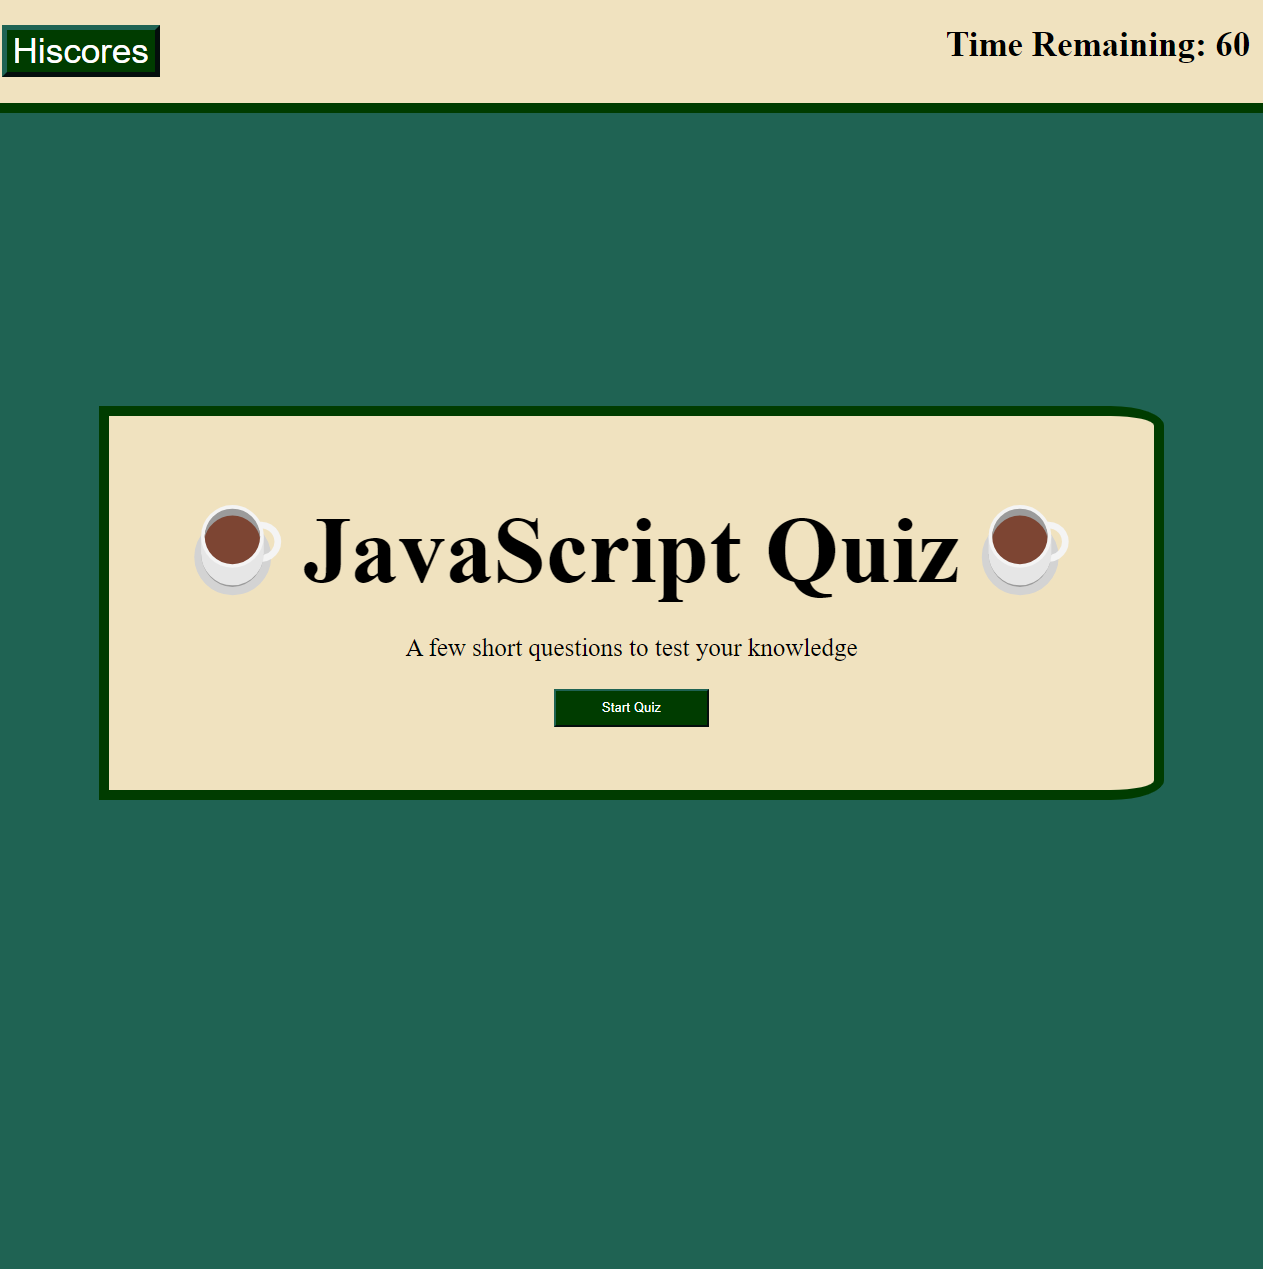 Hiscores
Time Remaining: 60
JavaScript Quiz
A few short questions to test your knowledge
Start Quiz